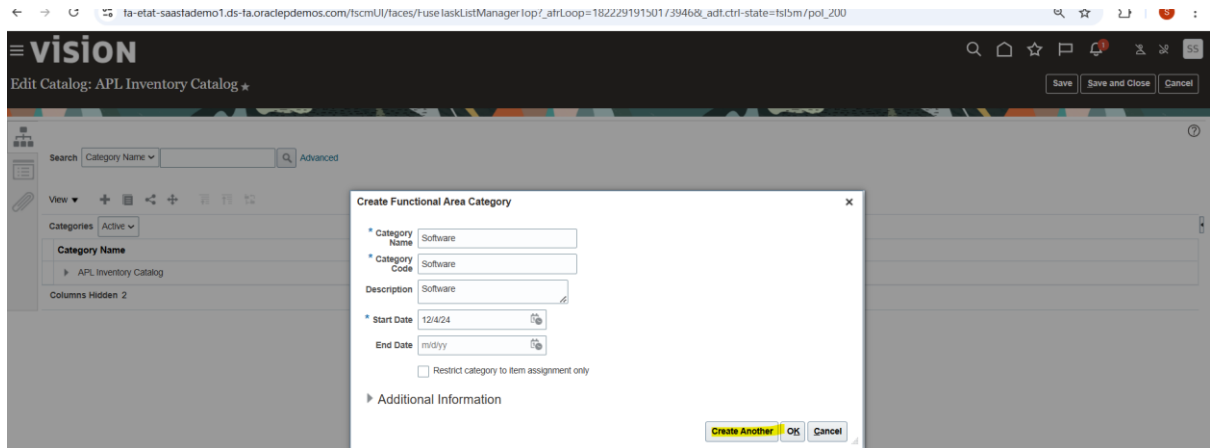 fa-etat-saasfademo1.ds-fa.oraclepdemos.com/fscmUI/faces/FuseTaskListManagerTop?_afrLoop=18222919150173946&_adf.ctrl-state=fsl5m7pol_200
S
vision
SS
Edit Catalog: APL Inventory Catalog
Save Save and Close Cancel
Search Category Name Advanced
View
Categories Active
Category Name
APL Inventory Catalog
Columns Hidden 2
Create Functional Area Category
* Category Name Software
* Category Code Software
Description Software
* Start Date 12/4/24
End Date m/d/yy
Restrict category to item assignment only
Additional Information
Create Another OK Cancel